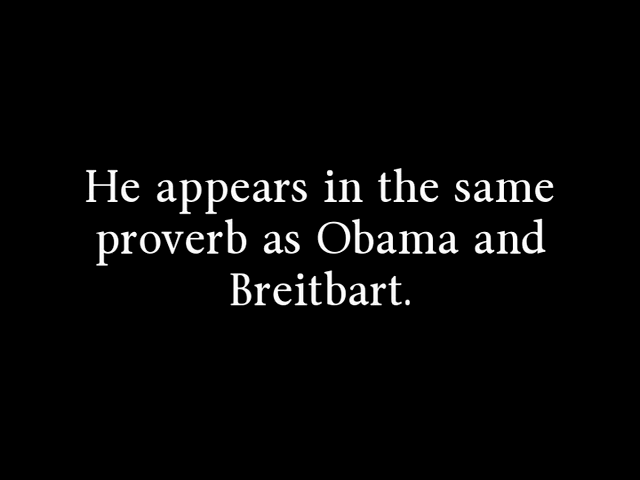 He appears in the same
proverb as Obama and
Breitbart.